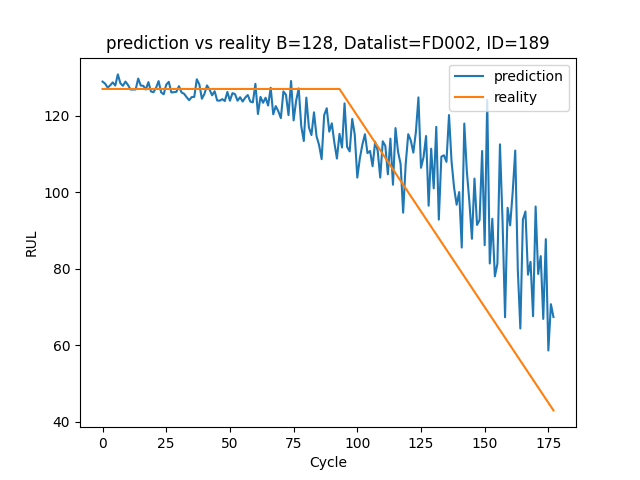 prediction vs reality B=128, Datalist=FD002, ID=189
prediction
reality
120
100
80
60
40
RUL
0 25 50 75 100 125 150 175
Cycle